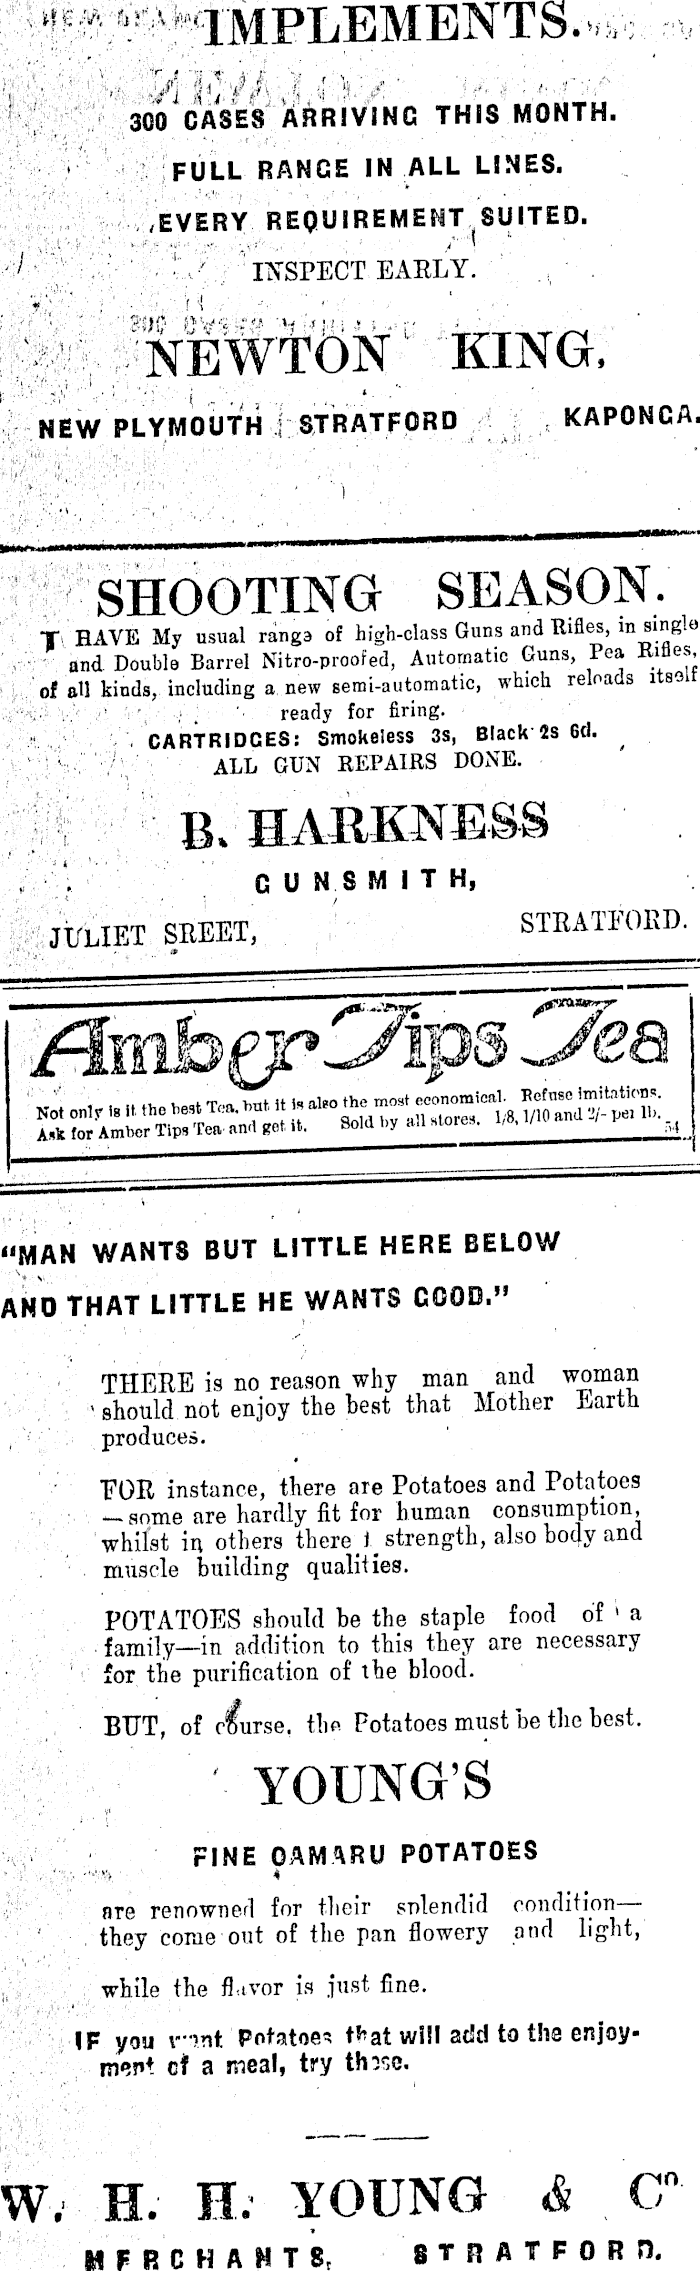 IMPLEMENTS.
300 CASES ARRIVING THIS MONTH.
FULL RANGE IN ALL LINES.
EVERY REQUIREMENT SUITED.
INSPECT EARLY.
NEWTON KING,
NEW PLYMOUTH STRATFORD KAPONGA.
SHOOTING SEASON.
I HAVE My usual range of high-class Guns and Rifles, in single
and Double Barrel Nitro-proofed, Automatic Guns, Pea Rifles,
of all kinds, including a new semi-automatic, which reloads itself
ready for firing.
CARTRIDGES: Smokeless 3s, Black 2s 6d.
ALL GUN REPAIRS DONE.
B. HARKNESS
GUNSMITH,
JULIET SREET, STRATFORD.
Amber Tips Tea
Not only is it the best Tea, but it is also the most economical. Refuse imitations.
Ask for Amber Tips Tea and get it. Sold by all stores. 1/8, 1/10 and 2/- per lb.
54
"MAN WANTS BUT LITTLE HERE BELOW
AND THAT LITTLE HE WANTS GOOD."
THERE is no reason why man and woman
should not enjoy the best that Mother Earth
produces.
FOR instance, there are Potatoes and Potatoes
—some are hardly fit for human consumption,
whilst in others there strength, also body and
muscle building qualities.
POTATOES should be the staple food of a
family—in addition to this they are necessary
for the purification of the blood.
BUT, of course, the Potatoes must be the best.
YOUNG'S
FINE OAMARU POTATOES
are renowned for their splendid condition—
they come out of the pan flowery and light,
while the flavor is just fine.
IF you want Potatoes that will add to the enjoy-
ment of a meal, try these.
W. H. H. YOUNG & Co.
MERCHANTS, STRATFORD.